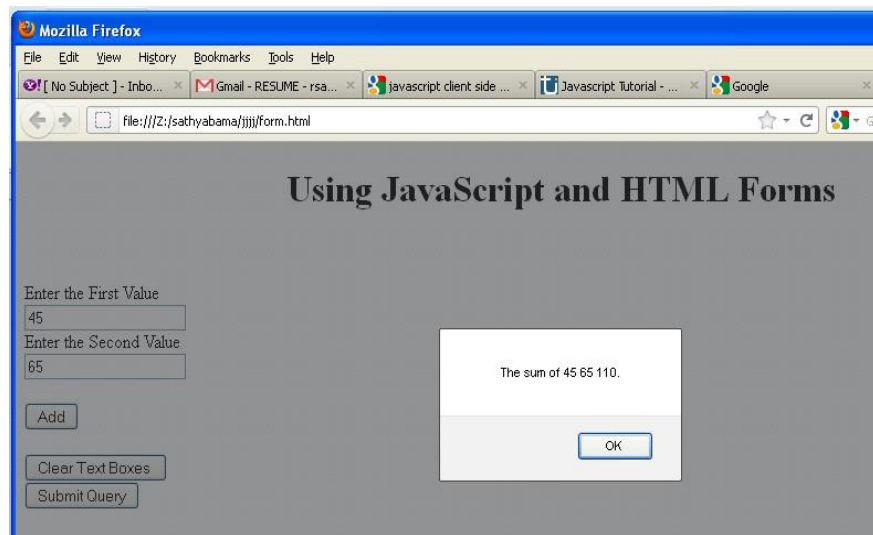 Mozilla Firefox
File Edit View History Bookmarks Tools Help
[ No Subject ] - Inbo... Gmail - RESUME - rsa... javascript client side ... Javascript Tutorial - ... Google
file:///Z:/sathyabama/jjjj/form.html
Using JavaScript and HTML Forms
Enter the First Value
45
Enter the Second Value
65
The sum of 45 65 110.
Add
OK
Clear Text Boxes
Submit Query